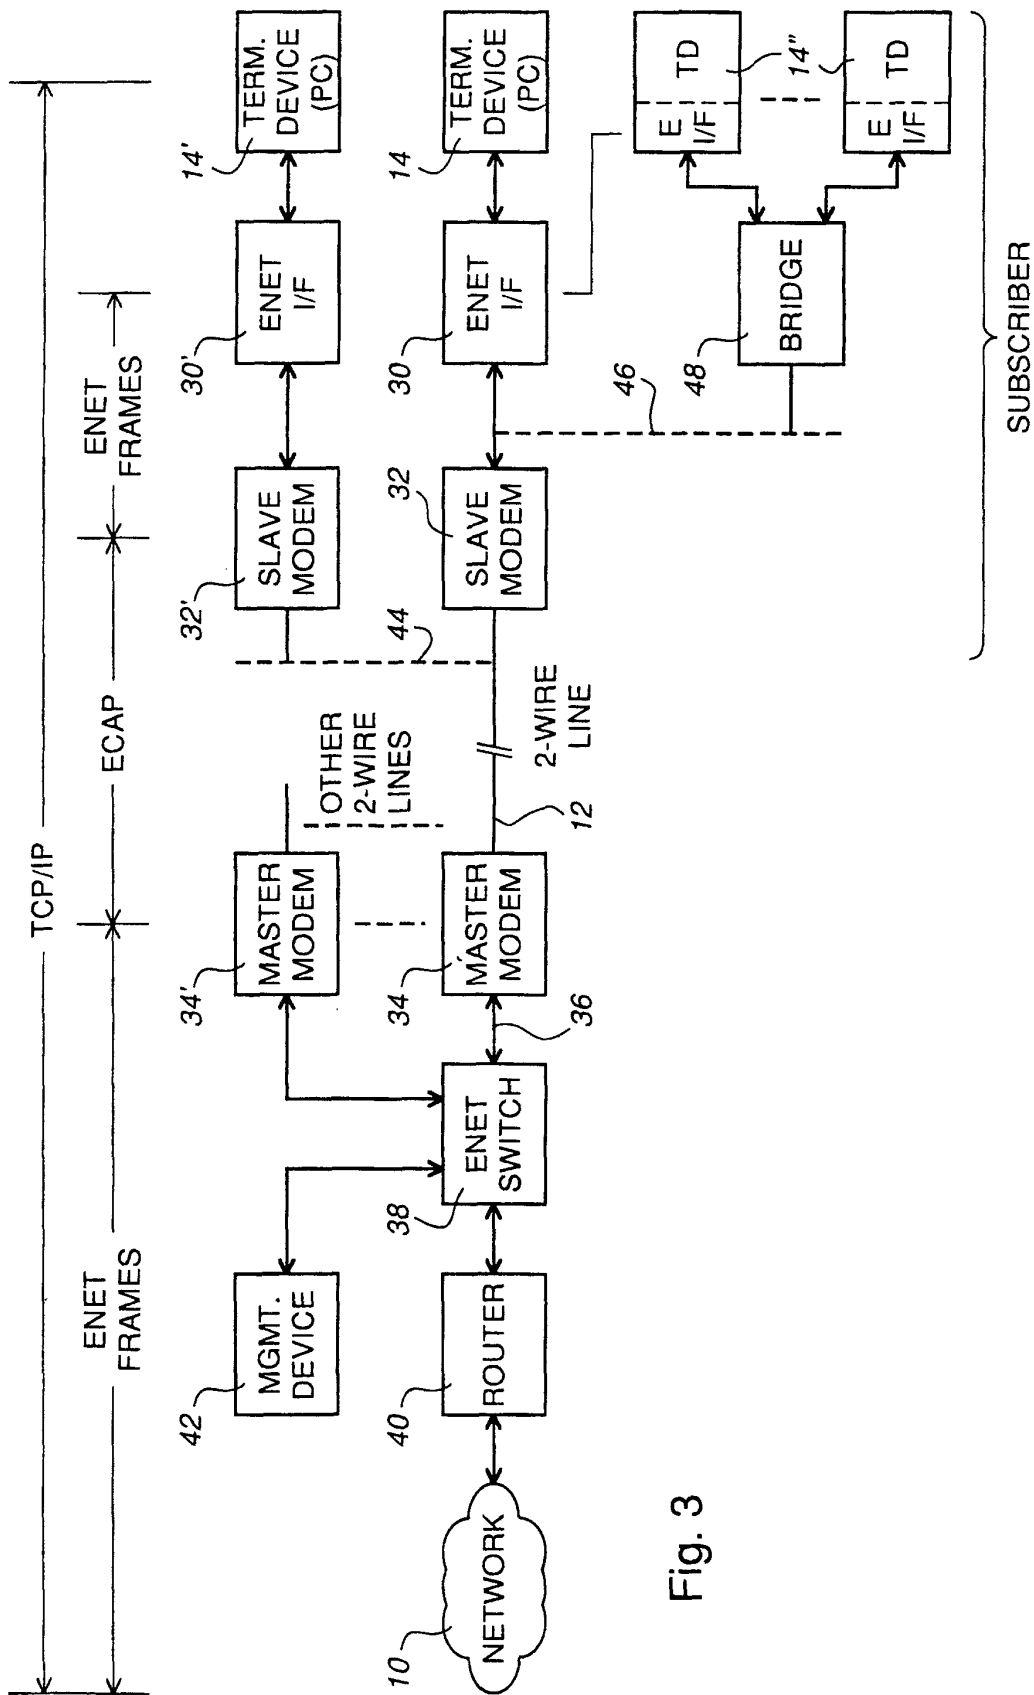 TCP/IP
ENET
FRAMES
ECAP
ENET
FRAMES
42
MGMT.
DEVICE
34'
MASTER
MODEM
OTHER
2-WIRE
LINES
32'
SLAVE
MODEM
30'
ENET
I/F
14'
TERM.
DEVICE
(PC)
10
NETWORK
40
ROUTER
38
ENET
SWITCH
36
34
MASTER
MODEM
12
2-WIRE
LINE
44
32
SLAVE
MODEM
30
ENET
I/F
14
TERM.
DEVICE
(PC)
46
48
BRIDGE
E
I/F
TD
14"
E
I/F
TD
SUBSCRIBER
Fig. 3